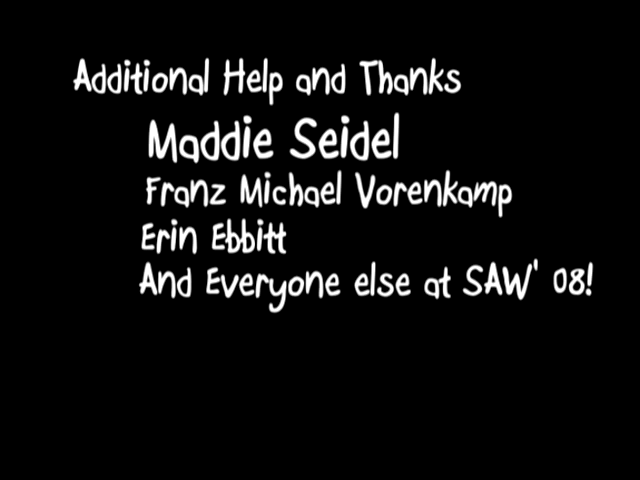 Additional Help and Thanks
Maddie Seidel
Franz Michael Vorenkamp
Erin Ebbitt
And Everyone else at SAW' 08!